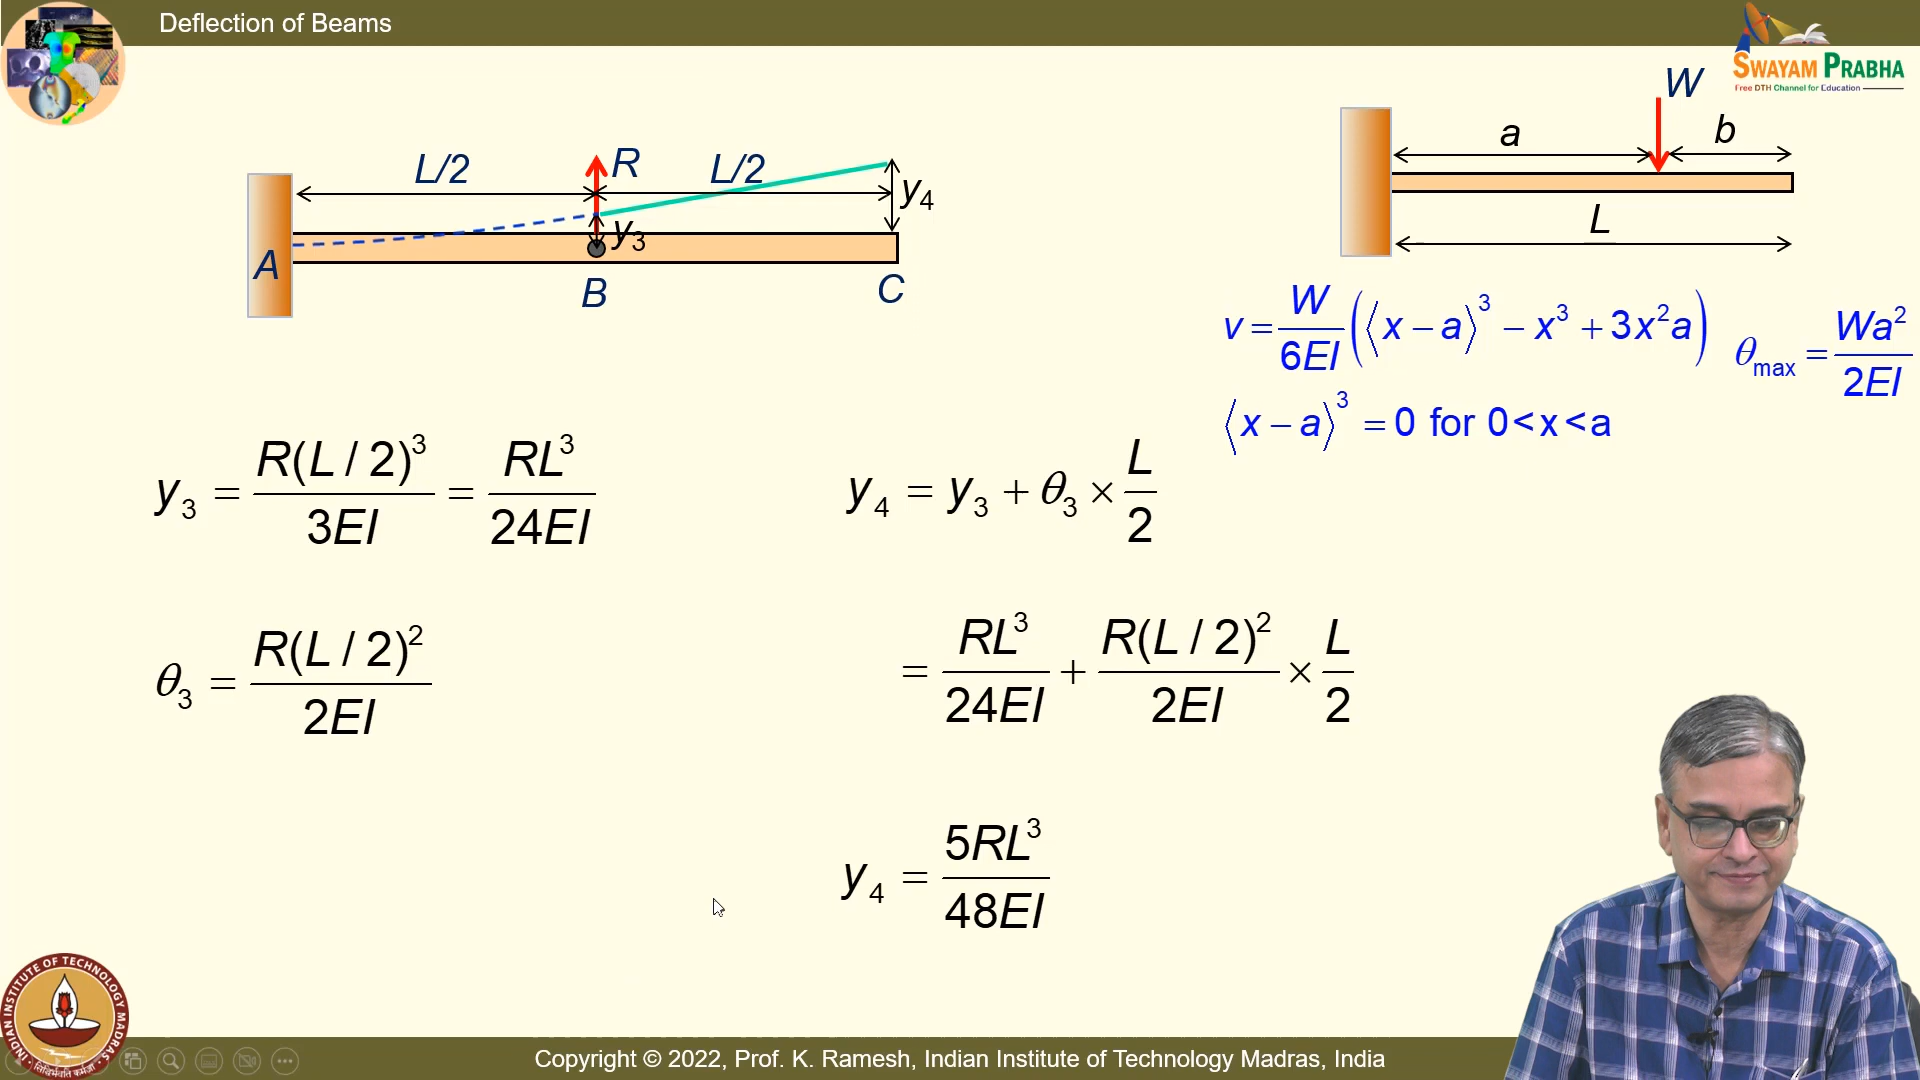 Deflection of Beams
SWAYAM PRABHA
Free DTH Channel for Education
W
a
b
L
L/2
R
L/2
y₄
y₃
A
B
C
v = W/6EI (⟨x − a⟩³ − x³ + 3x²a)
θmax = Wa²/2EI
⟨x − a⟩³ = 0 for 0<x<a
y₃ = R(L / 2)³/3EI = RL³/24EI
y₄ = y₃ + θ₃ × L/2
θ₃ = R(L / 2)²/2EI
= RL³/24EI + R(L / 2)²/2EI × L/2
y₄ = 5RL³/48EI
INDIAN INSTITUTE OF TECHNOLOGY MADRAS
Copyright © 2022, Prof. K. Ramesh, Indian Institute of Technology Madras, India